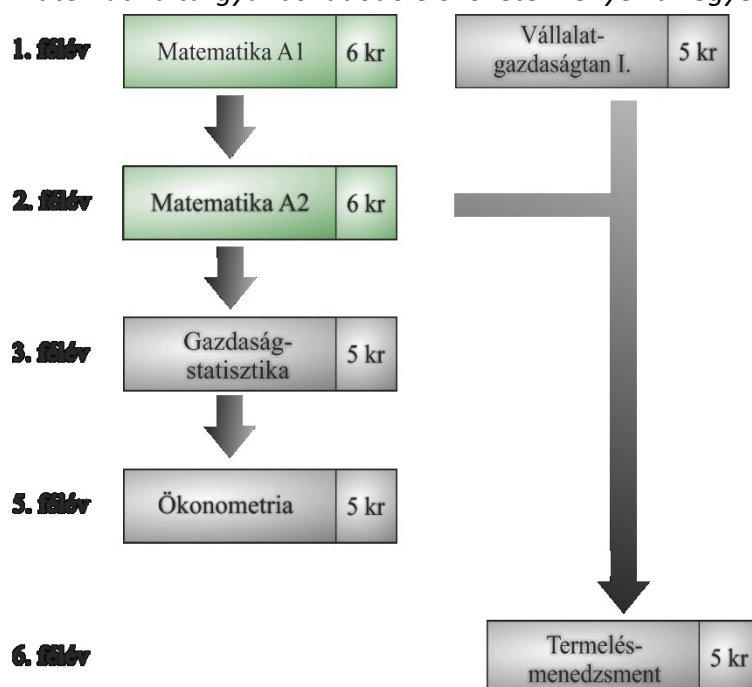 1. félév
Matematika A1
6 kr
Vállalat-
gazdaságtan I.
5 kr
2. félév
Matematika A2
6 kr
3. félév
Gazdaság-
statisztika
5 kr
5. félév
Ökonometria
5 kr
6. félév
Termelés-
menedzsment
5 kr